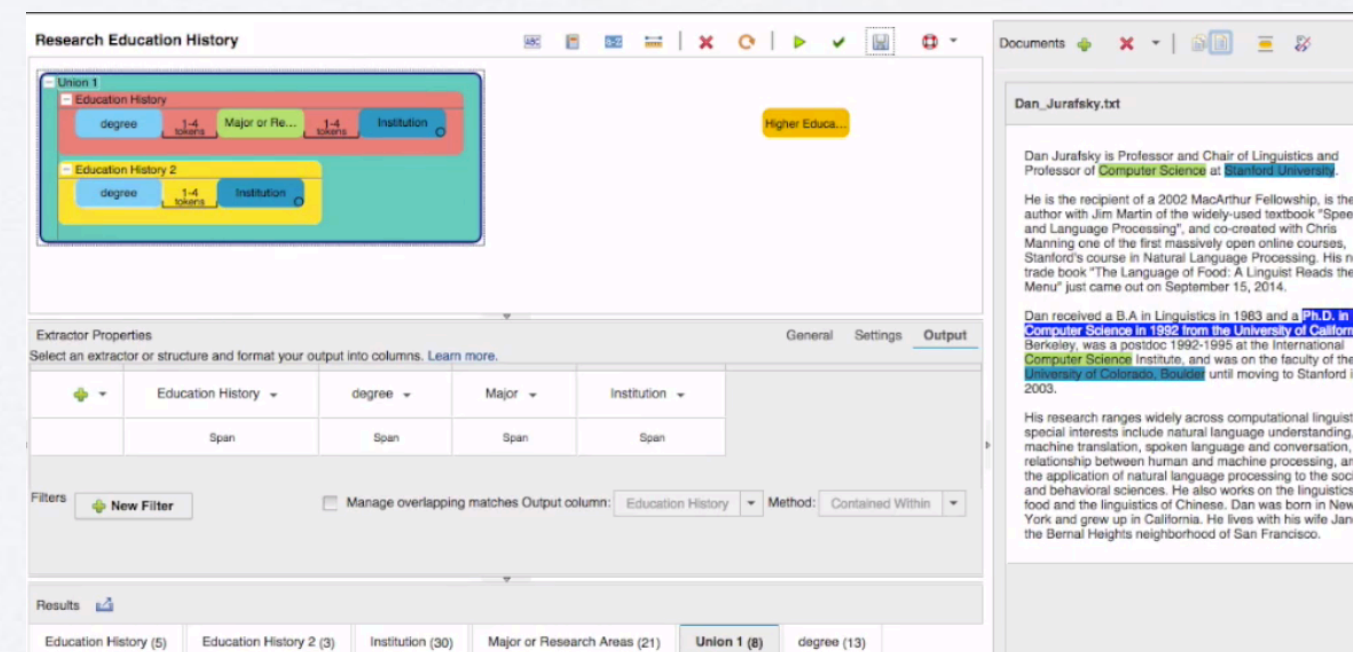 Research Education History
ABC
Union 1
Education History
degree 1-4 tokens Major or Re... 1-4 tokens Institution
Education History 2
degree 1-4 tokens Institution
Higher Educa...
Extractor Properties General Settings Output
Select an extractor or structure and format your output into columns. Learn more.
Education History degree Major Institution
Span Span Span Span
Filters New Filter Manage overlapping matches Output column: Education History Method: Contained Within
Results
Education History (5) Education History 2 (3) Institution (30) Major or Research Areas (21) Union 1 (8) degree (13)
Documents
Dan_Jurafsky.txt
Dan Jurafsky is Professor and Chair of Linguistics and
Professor of Computer Science at Stanford University.
He is the recipient of a 2002 MacArthur Fellowship, is the
author with Jim Martin of the widely-used textbook "Spee
and Language Processing", and co-created with Chris
Manning one of the first massively open online courses,
Stanford's course in Natural Language Processing. His n
trade book "The Language of Food: A Linguist Reads the
Menu" just came out on September 15, 2014.
Dan received a B.A in Linguistics in 1983 and a Ph.D. in
Computer Science in 1992 from the University of Californ
Berkeley, was a postdoc 1992-1995 at the International
Computer Science Institute, and was on the faculty of the
University of Colorado, Boulder until moving to Stanford i
2003.
His research ranges widely across computational linguist
special interests include natural language understanding,
machine translation, spoken language and conversation,
relationship between human and machine processing, an
the application of natural language processing to the soci
and behavioral sciences. He also works on the linguistics
food and the linguistics of Chinese. Dan was born in New
York and grew up in California. He lives with his wife Jan
the Bernal Heights neighborhood of San Francisco.